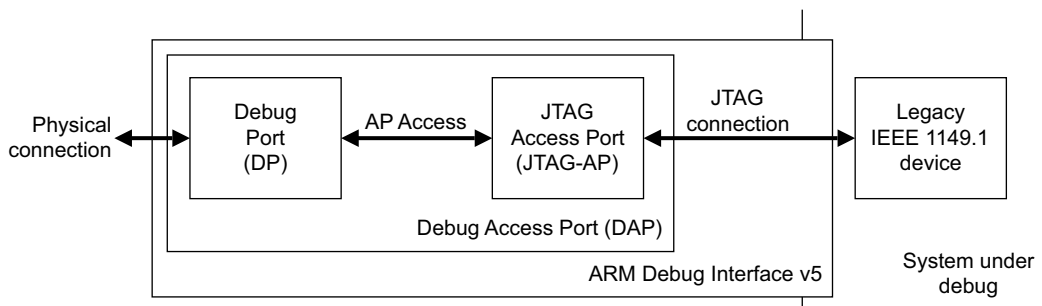 Physical
connection
Debug
Port
(DP)
AP Access
JTAG
Access Port
(JTAG-AP)
JTAG
connection
Legacy
IEEE 1149.1
device
Debug Access Port (DAP)
ARM Debug Interface v5
System under
debug